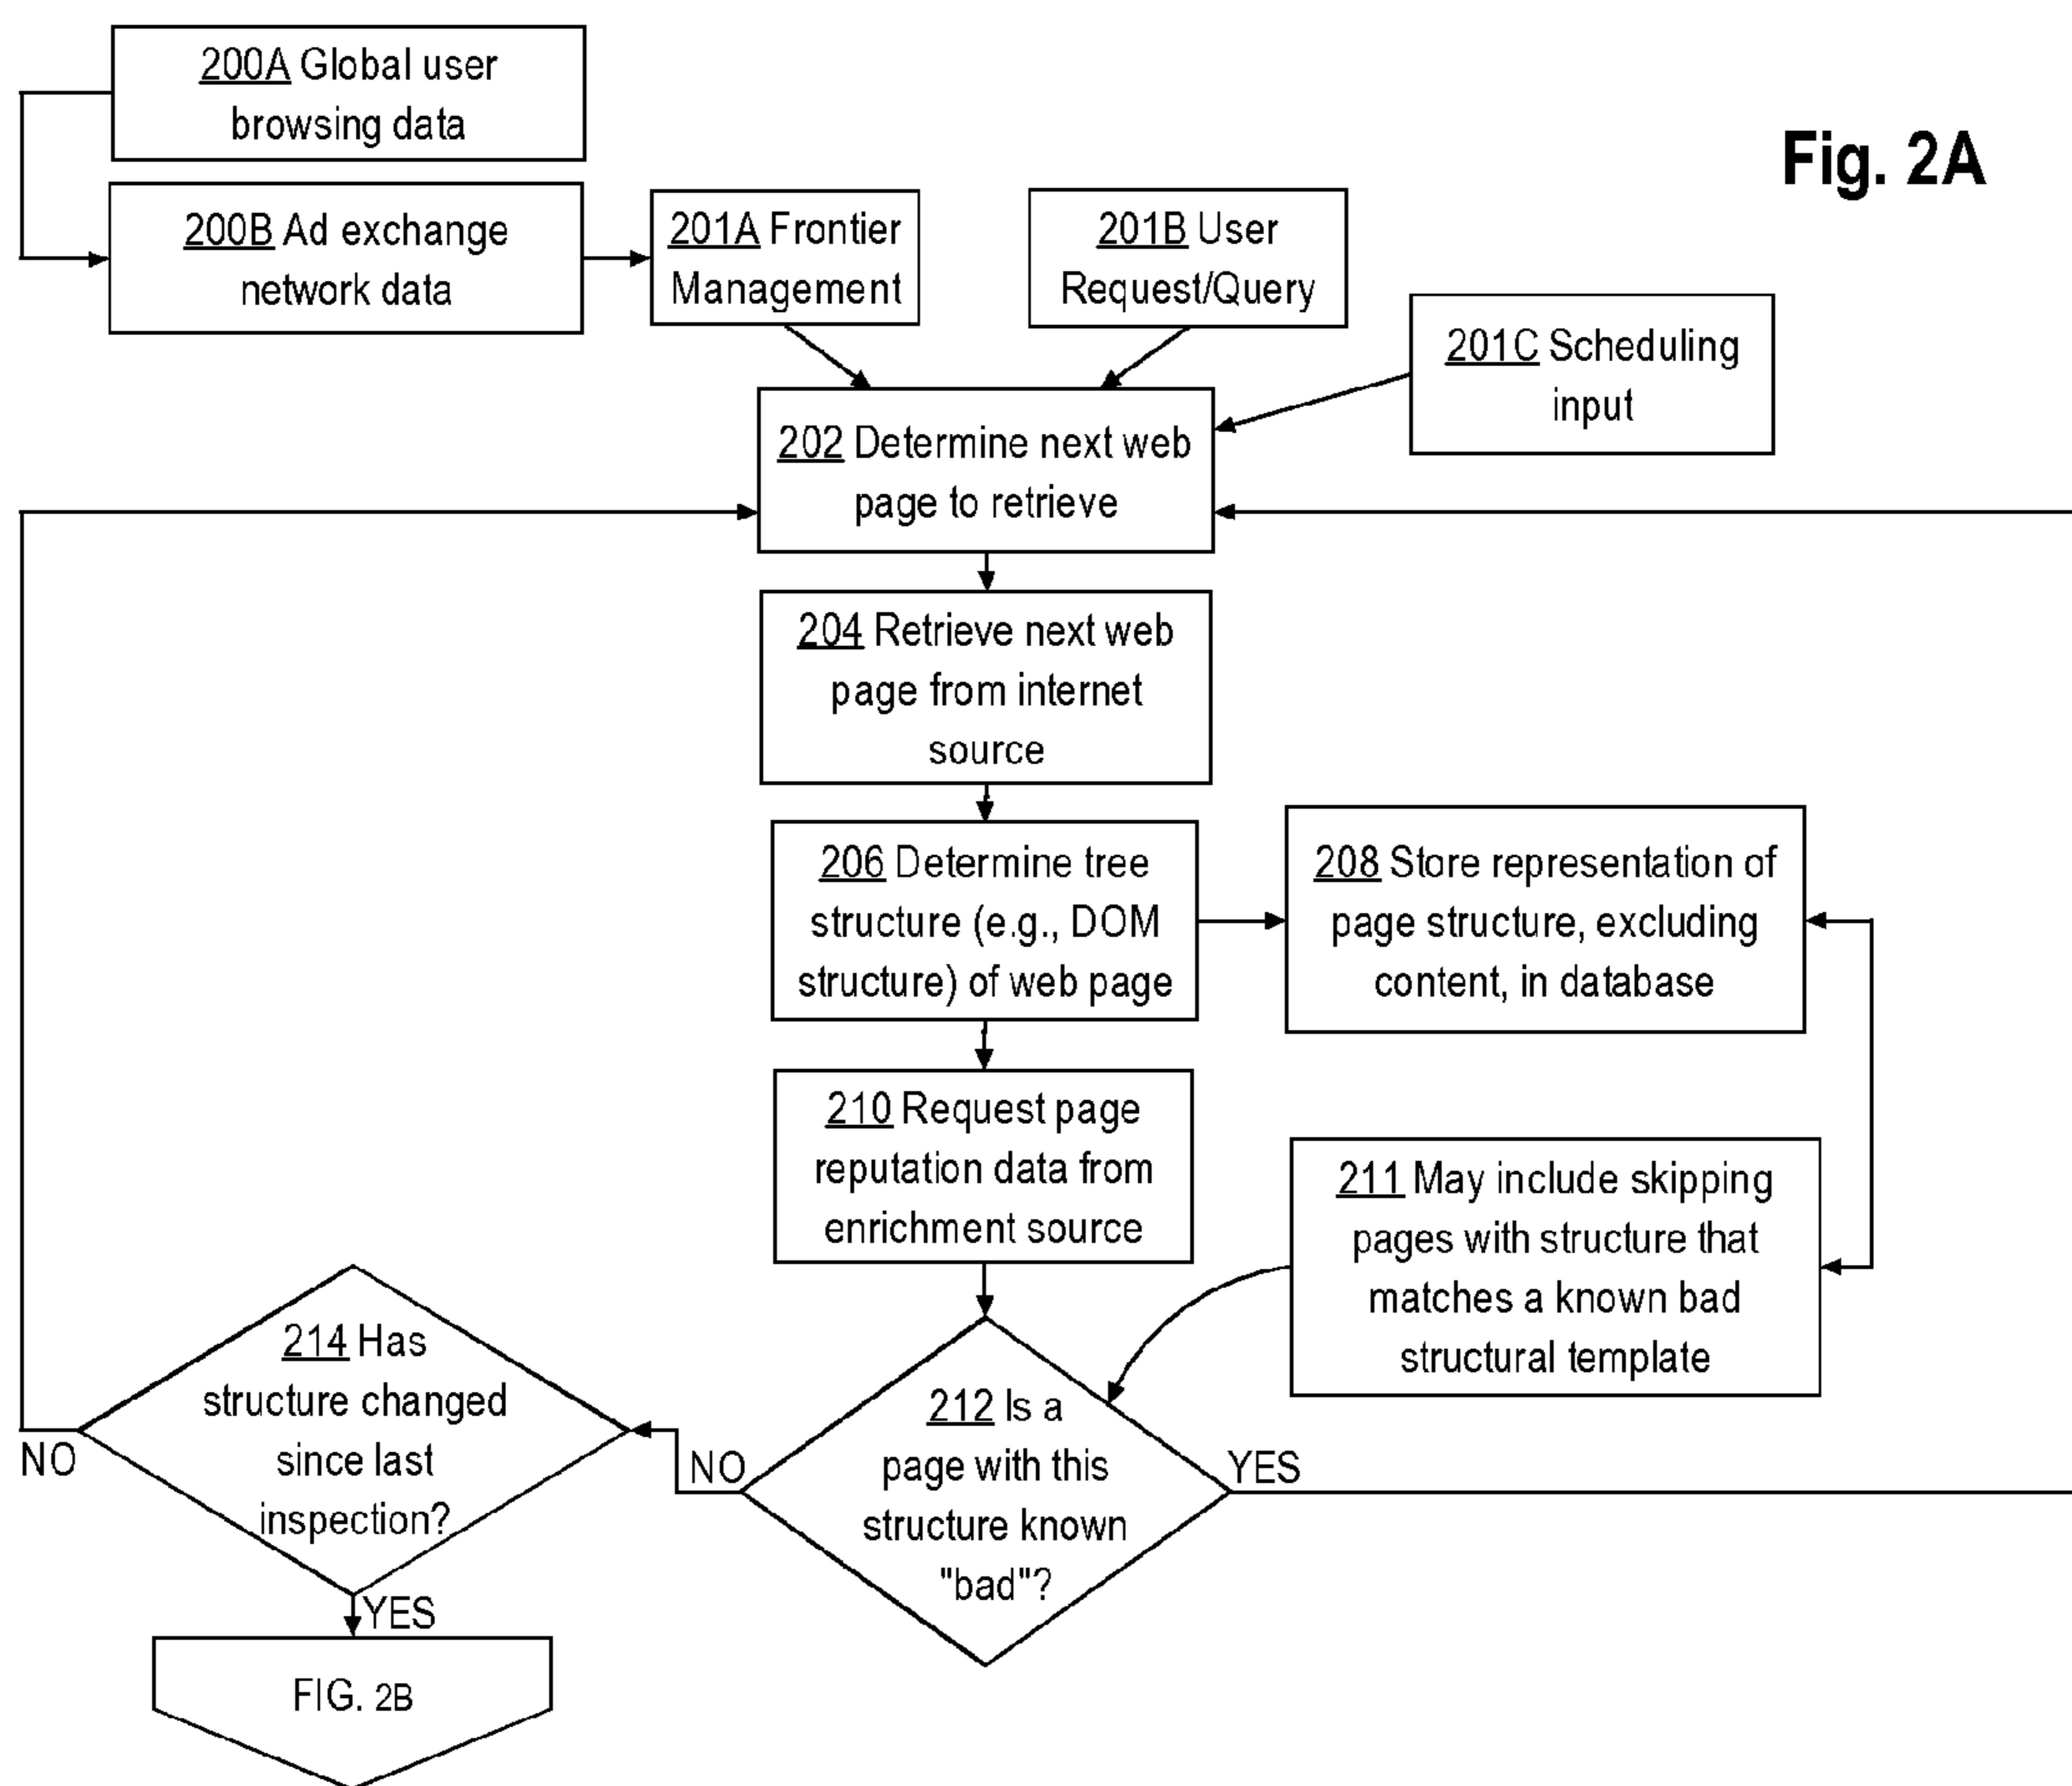 200A Global user
browsing data
Fig. 2A
200B Ad exchange
network data
201A Frontier
Management
201B User
Request/Query
201C Scheduling
input
202 Determine next web
page to retrieve
204 Retrieve next web
page from internet
source
206 Determine tree
structure (e.g., DOM
structure) of web page
208 Store representation of
page structure, excluding
content, in database
210 Request page
reputation data from
enrichment source
211 May include skipping
pages with structure that
matches a known bad
structural template
212 Is a
page with this
structure known
"bad"?
YES
NO
214 Has
structure changed
since last
inspection?
NO
YES
FIG. 2B